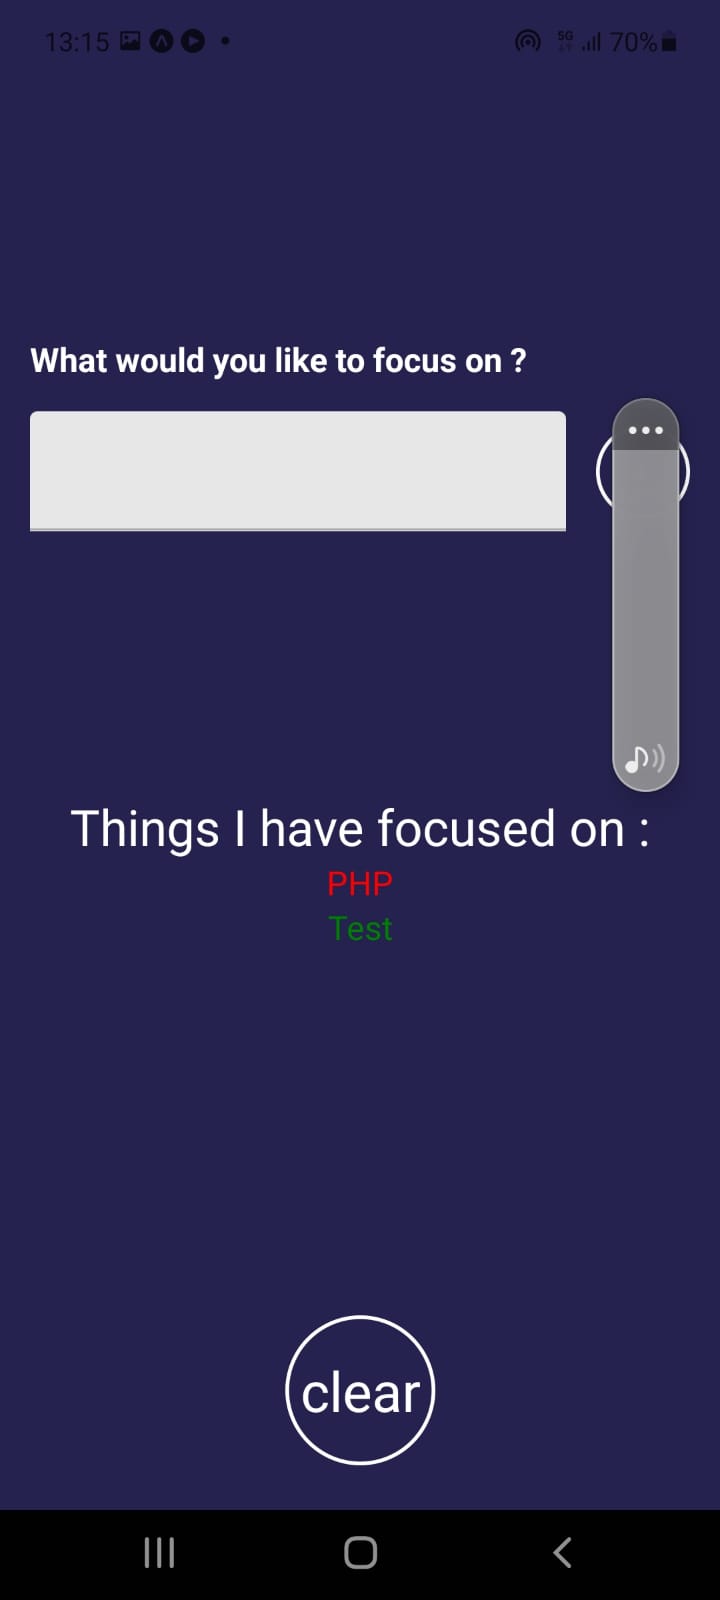 13:15
5G
70%
What would you like to focus on ?
Things I have focused on :
PHP
Test
clear